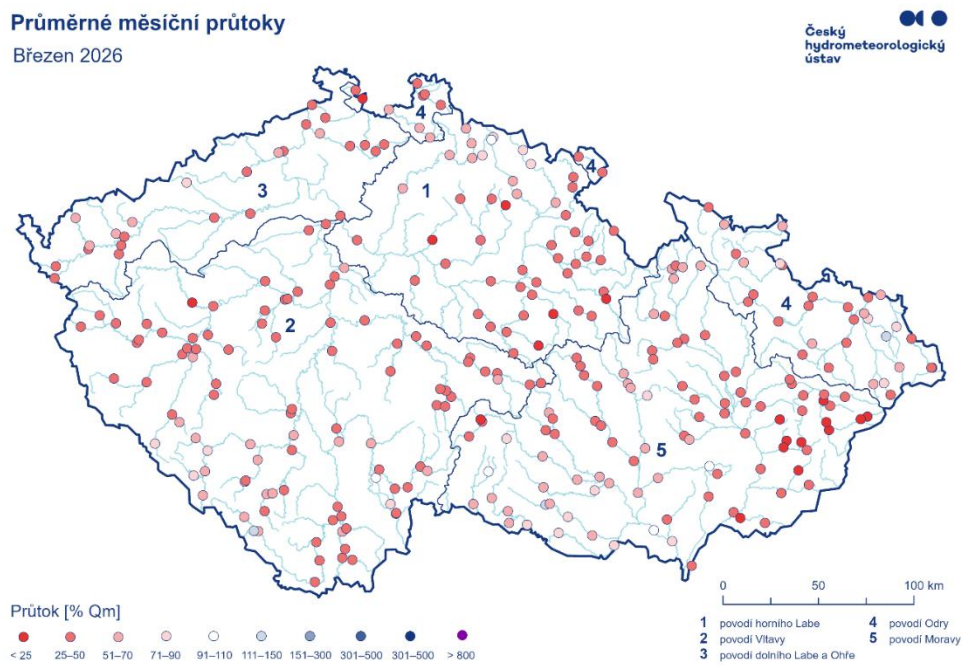 Průměrné měsíční průtoky
Březen 2026
Český
hydrometeorologický
ústav
4
4
3
1
4
2
5
Průtok [% Qm]
< 25
25–50
51–70
71–90
91–110
111–150
151–300
301–500
301–500
> 800
0
50
100 km
1 povodí horního Labe
2 povodí Vltavy
3 povodí dolního Labe a Ohře
4 povodí Odry
5 povodí Moravy